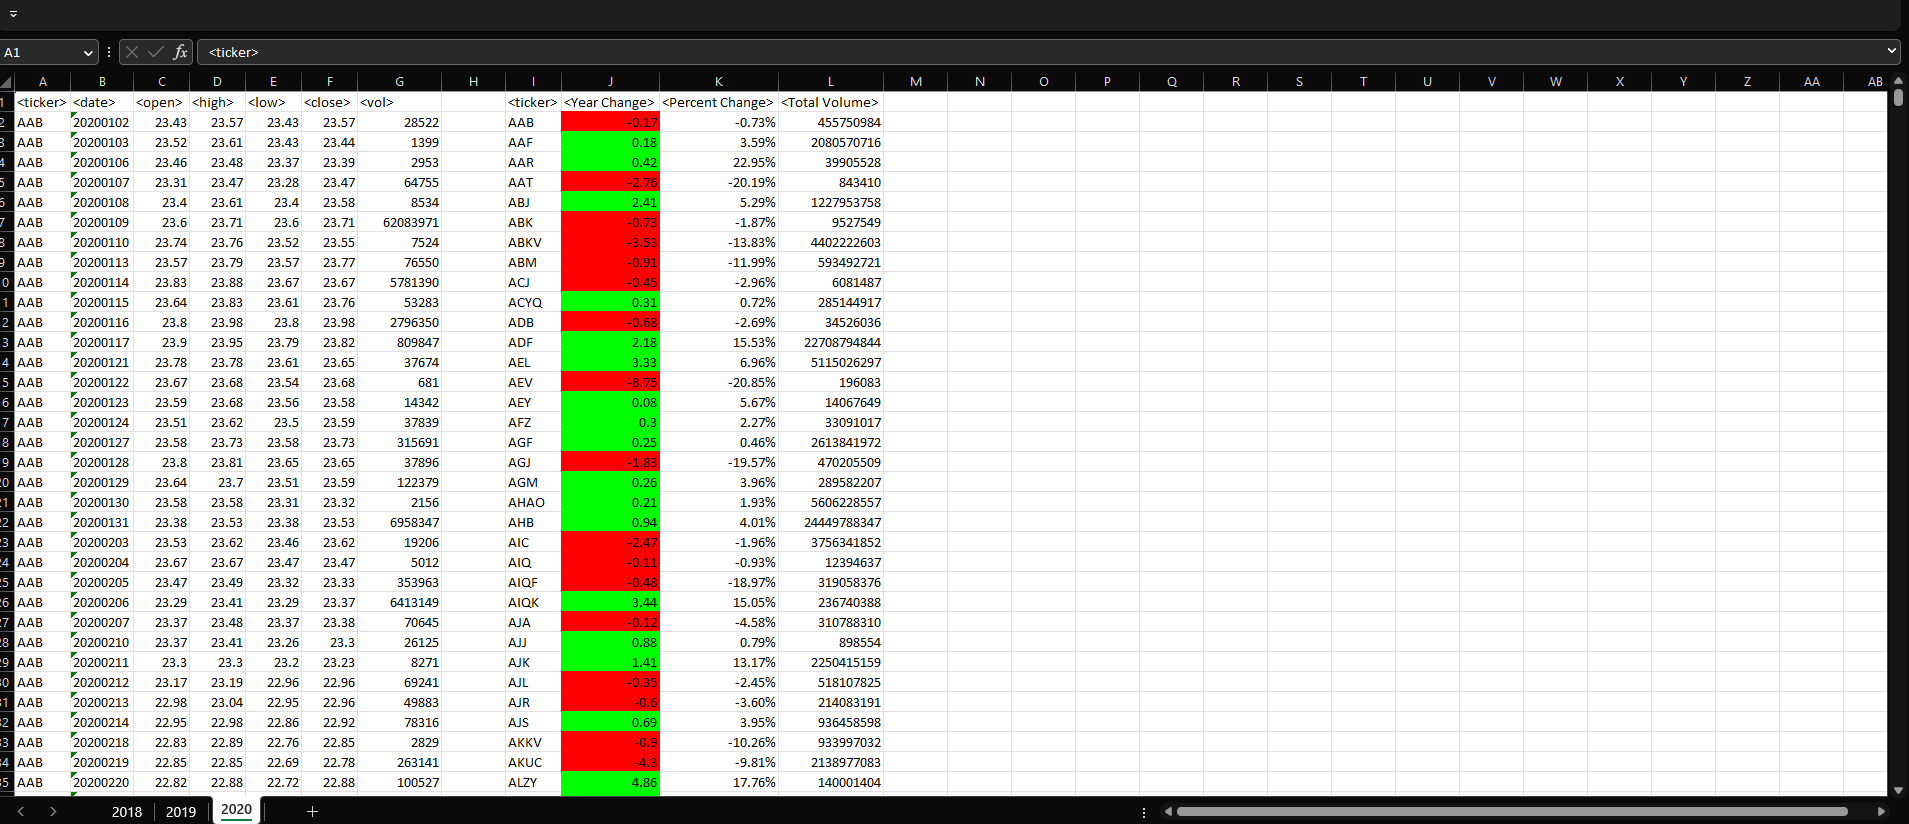 A1 fx <ticker>
A B C D E F G H I J K L M N O P Q R S T U V W X Y Z AA AB
1 <ticker> <date> <open> <high> <low> <close> <vol> <ticker> <Year Change> <Percent Change> <Total Volume>
2 AAB 20200102 23.43 23.57 23.43 23.57 28522 AAB -0.17 -0.73% 455750984
3 AAB 20200103 23.52 23.61 23.43 23.44 1399 AAF 0.18 3.59% 2080570716
4 AAB 20200106 23.46 23.48 23.37 23.39 2953 AAR 0.42 22.95% 39905528
5 AAB 20200107 23.31 23.47 23.28 23.47 64755 AAT -2.76 -20.19% 843410
6 AAB 20200108 23.4 23.61 23.4 23.58 8534 ABJ 2.41 5.29% 1227953758
7 AAB 20200109 23.6 23.71 23.6 23.71 62083971 ABK -0.73 -1.87% 9527549
8 AAB 20200110 23.74 23.76 23.52 23.55 7524 ABKV -3.53 -13.83% 4402222603
9 AAB 20200113 23.57 23.79 23.57 23.77 76550 ABM -0.91 -11.99% 593492721
0 AAB 20200114 23.83 23.88 23.67 23.67 5781390 ACJ -0.45 -2.96% 6081487
1 AAB 20200115 23.64 23.83 23.61 23.76 53283 ACYQ 0.31 0.72% 285144917
2 AAB 20200116 23.8 23.98 23.8 23.98 2796350 ADB -0.68 -2.69% 34526036
3 AAB 20200117 23.9 23.95 23.79 23.82 809847 ADF 2.18 15.53% 22708794844
4 AAB 20200121 23.78 23.78 23.61 23.65 37674 AEL 3.33 6.96% 5115026297
5 AAB 20200122 23.67 23.68 23.54 23.68 681 AEV -8.75 -20.85% 196083
6 AAB 20200123 23.59 23.68 23.56 23.58 14342 AEY 0.08 5.67% 14067649
7 AAB 20200124 23.51 23.62 23.5 23.59 37839 AFZ 0.3 2.27% 33091017
8 AAB 20200127 23.58 23.73 23.58 23.73 315691 AGF 0.25 0.46% 2613841972
9 AAB 20200128 23.8 23.81 23.65 23.65 37896 AGJ -1.83 -19.57% 470205509
20 AAB 20200129 23.64 23.7 23.51 23.59 122379 AGM 0.26 3.96% 289582207
21 AAB 20200130 23.58 23.58 23.31 23.32 2156 AHAO 0.21 1.93% 5606228557
22 AAB 20200131 23.38 23.53 23.38 23.53 6958347 AHB 0.94 4.01% 24449788347
23 AAB 20200203 23.53 23.62 23.46 23.62 19206 AIC -2.47 -1.96% 3756341852
24 AAB 20200204 23.67 23.67 23.47 23.47 5012 AIQ -0.11 -0.93% 12394637
25 AAB 20200205 23.47 23.49 23.32 23.33 353963 AIQF -0.48 -18.97% 319058376
26 AAB 20200206 23.29 23.41 23.29 23.37 6413149 AIQK 3.44 15.05% 236740388
27 AAB 20200207 23.37 23.48 23.37 23.38 70645 AJA -0.12 -4.58% 310788310
28 AAB 20200210 23.37 23.41 23.26 23.3 26125 AJJ 0.88 0.79% 898554
29 AAB 20200211 23.3 23.3 23.2 23.23 8271 AJK 1.41 13.17% 2250415159
30 AAB 20200212 23.17 23.19 22.96 22.96 69241 AJL -0.35 -2.45% 518107825
31 AAB 20200213 22.98 23.04 22.95 22.96 49883 AJR -0.6 -3.60% 214083191
32 AAB 20200214 22.95 22.98 22.86 22.92 78316 AJS 0.69 3.95% 936458598
33 AAB 20200218 22.83 22.89 22.76 22.85 2829 AKKV -0.9 -10.26% 933997032
34 AAB 20200219 22.85 22.85 22.69 22.78 263141 AKUC -4.3 -9.81% 2138977083
35 AAB 20200220 22.82 22.88 22.72 22.88 100527 ALZY 4.86 17.76% 140001404
2018 2019 2020